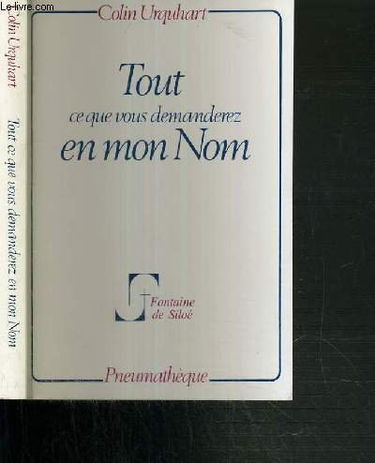 Le-livre.com
Colin Urquhart
Tout ce que vous demanderez en mon Nom
Colin Urquhart
Tout
ce que vous demanderez
en mon Nom
Fontaine
de Siloé
Pneumathèque